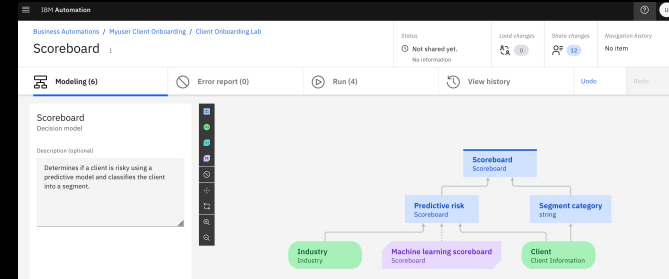 IBM Automation
Business Automations / Myuser Client Onboarding / Client Onboarding Lab
Scoreboard
Status
Not shared yet.
No information
Load changes
0
Share changes
12
Navigation history
No item
Modeling (6)
Error report (0)
Run (4)
View history
Undo
Redo
Scoreboard
Decision model
Description (optional)
Determines if a client is risky using a
predictive model and classifies the client
into a segment.
Scoreboard
Scoreboard
Predictive risk
Scoreboard
Segment category
string
Industry
Industry
Machine learning scoreboard
Scoreboard
Client
Client Information